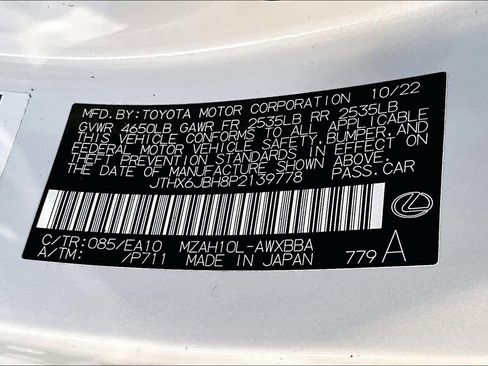 MFD. BY: TOYOTA MOTOR CORPORATION 10/22
GVWR 4650LB GAWR FR 2535LB RR 2535LB
THIS VEHICLE CONFORMS TO ALL APPLICABLE
FEDERAL MOTOR VEHICLE SAFETY, BUMPER, AND
THEFT PREVENTION STANDARDS IN EFFECT ON
THE DATE OF MANUFACTURE SHOWN ABOVE.
JTHX6JBH8P2139778 PASS. CAR
C/TR: 085/EA10 MZAH10L-AWXBBA
A/TM: /P711 MADE IN JAPAN 779 A